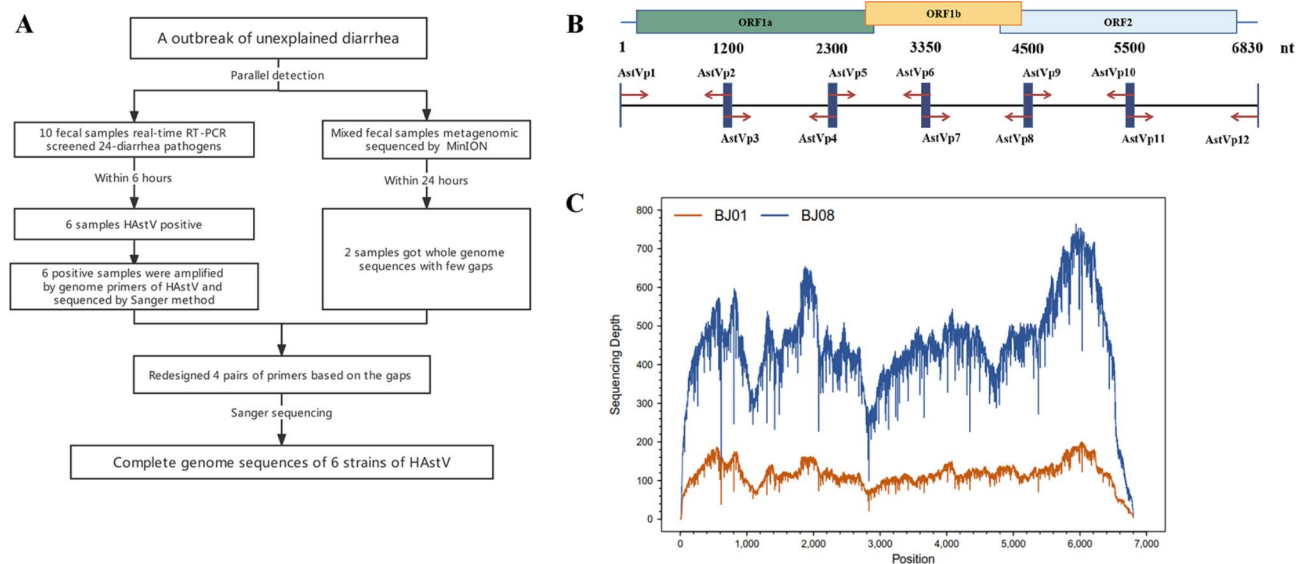 A
A outbreak of unexplained diarrhea
Parallel detection
10 fecal samples real-time RT-PCR
screened 24-diarrhea pathogens
Mixed fecal samples metagenomic
sequenced by MinION
Within 6 hours
Within 24 hours
6 samples HAstV positive
2 samples got whole genome
sequences with few gaps
6 positive samples were amplified
by genome primers of HAstV and
sequenced by Sanger method
Redesigned 4 pairs of primers based on the gaps
Sanger sequencing
Complete genome sequences of 6 strains of HAstV
B
ORF1a
ORF1b
ORF2
1 1200 2300 3350 4500 5500 6830 nt
AstVp1 AstVp2 AstVp5 AstVp6 AstVp9 AstVp10
AstVp3 AstVp4 AstVp7 AstVp8 AstVp11 AstVp12
C
BJ01 BJ08
Sequencing Depth
800
700
600
500
400
300
200
100
0
0 1,000 2,000 3,000 4,000 5,000 6,000 7,000
Position